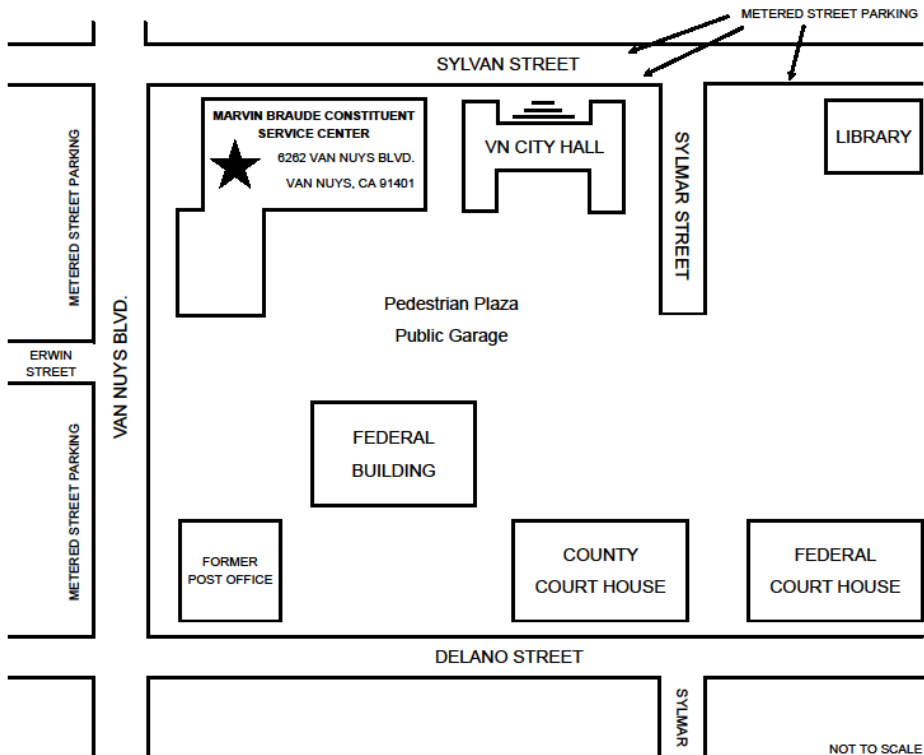 METERED STREET PARKING
SYLVAN STREET
MARVIN BRAUDE CONSTITUENT
SERVICE CENTER
6262 VAN NUYS BLVD.
VAN NUYS, CA 91401
VN CITY HALL
SYLMAR STREET
LIBRARY
METERED STREET PARKING
Pedestrian Plaza
Public Garage
ERWIN
STREET
VAN NUYS BLVD.
FEDERAL
BUILDING
METERED STREET PARKING
FORMER
POST OFFICE
COUNTY
COURT HOUSE
FEDERAL
COURT HOUSE
DELANO STREET
SYLMAR
NOT TO SCALE